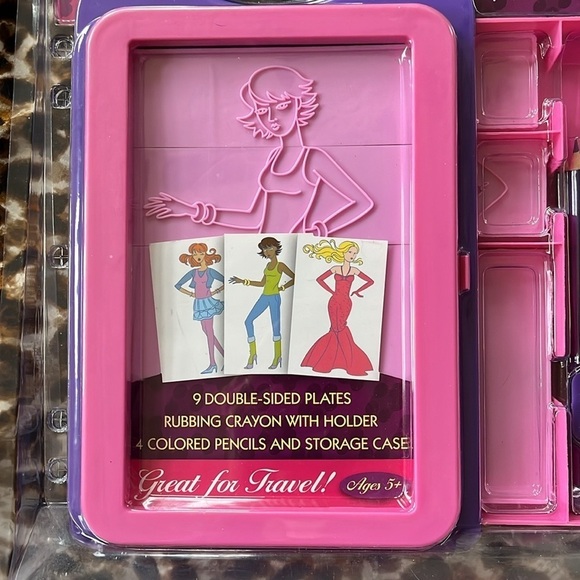 9 DOUBLE-SIDED PLATES
RUBBING CRAYON WITH HOLDER
4 COLORED PENCILS AND STORAGE CASE
Great for Travel! Ages 5+